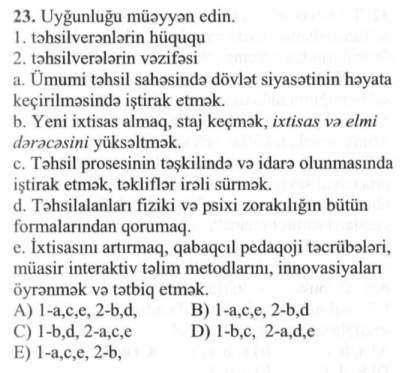 23. Uyğunluğu müəyyən edin.
1. təhsilverənlərin hüququ
2. təhsilverələrin vəzifəsi
a. Ümumi təhsil sahəsində dövlət siyasətinin həyata
keçirilməsində iştirak etmək.
b. Yeni ixtisas almaq, staj keçmək, ixtisas və elmi
dərəcəsini yüksəltmək.
c. Təhsil prosesinin təşkilində və idarə olunmasında
iştirak etmək, təkliflər irəli sürmək.
d. Təhsilalanları fiziki və psixi zorakılığın bütün
formalarından qorumaq.
e. İxtisasını artırmaq, qabaqcıl pedaqoji təcrübələri,
müasir interaktiv təlim metodlarını, innovasiyaları
öyrənmək və tətbiq etmək.
A) 1-a,c,e, 2-b,d, B) 1-a,c,e, 2-b,d
C) 1-b,d, 2-a,c,e D) 1-b,c, 2-a,d,e
E) 1-a,c,e, 2-b,